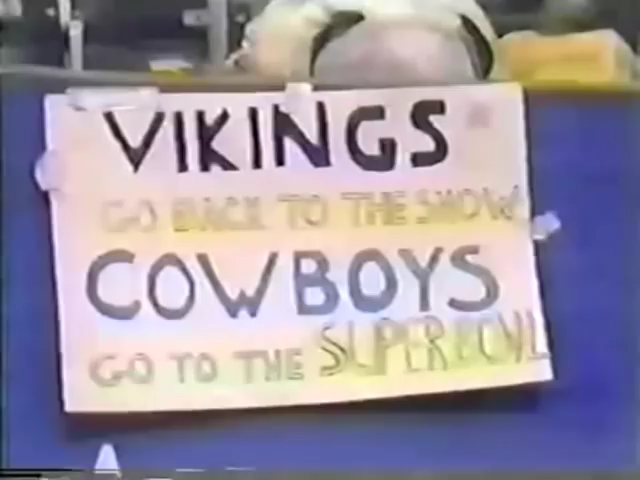 VIKINGS
GO BACK TO THE SNOW
COWBOYS
GO TO THE SUPERBOWL